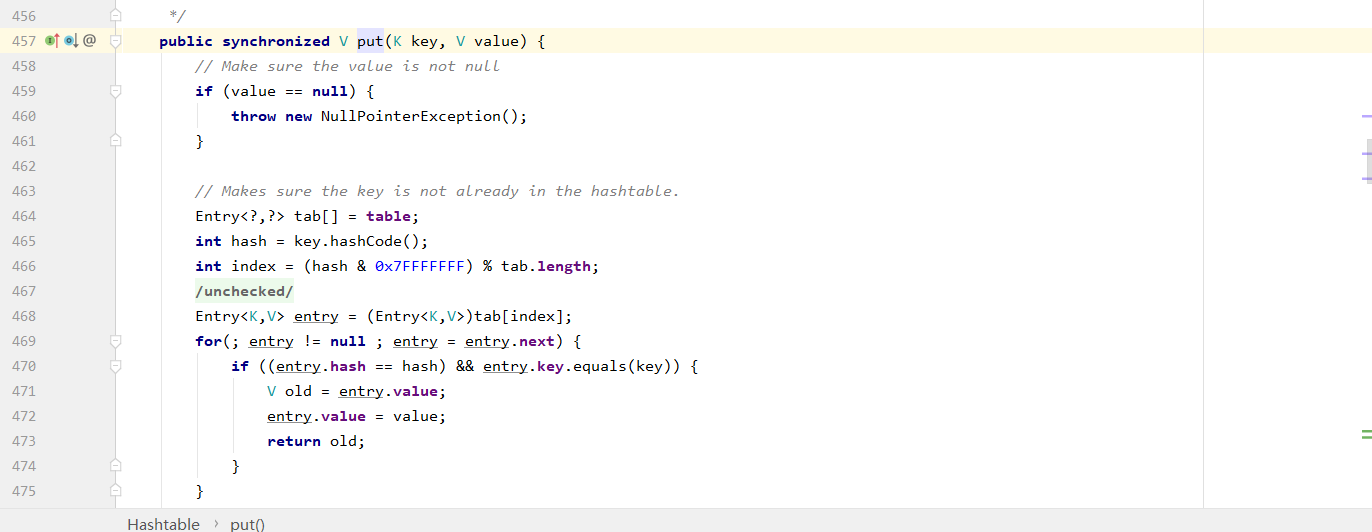 456 */
457 @ public synchronized V put(K key, V value) {
458 // Make sure the value is not null
459 if (value == null) {
460 throw new NullPointerException();
461 }
462
463 // Makes sure the key is not already in the hashtable.
464 Entry<?,?> tab[] = table;
465 int hash = key.hashCode();
466 int index = (hash & 0x7FFFFFFF) % tab.length;
467 /unchecked/
468 Entry<K,V> entry = (Entry<K,V>)tab[index];
469 for(; entry != null ; entry = entry.next) {
470 if ((entry.hash == hash) && entry.key.equals(key)) {
471 V old = entry.value;
472 entry.value = value;
473 return old;
474 }
475 }
Hashtable › put()